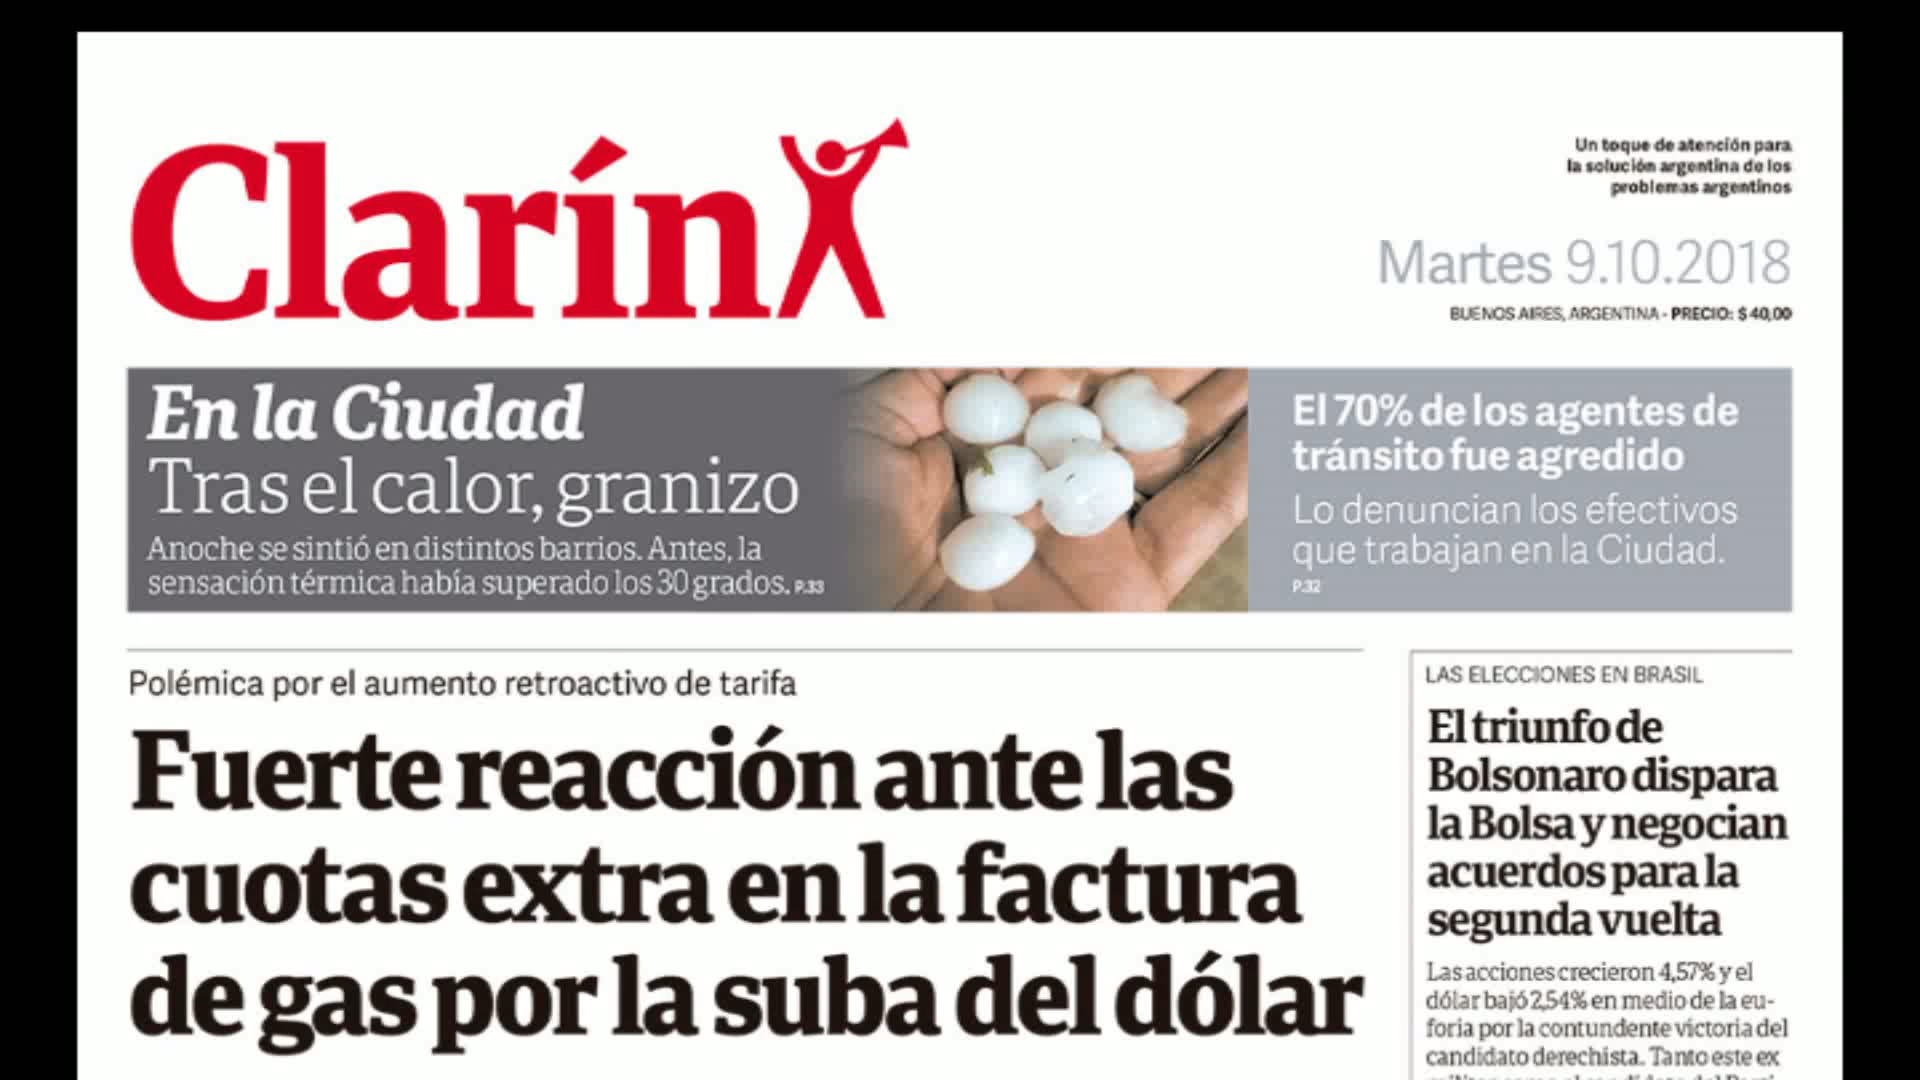 Clarín
Un toque de atención para
la solución argentina de los
problemas argentinos
Martes 9.10.2018
BUENOS AIRES, ARGENTINA - PRECIO: $ 40,00
En la Ciudad
Tras el calor, granizo
Anoche se sintió en distintos barrios. Antes, la
sensación térmica había superado los 30 grados. P.33
El 70% de los agentes de
tránsito fue agredido
Lo denuncian los efectivos
que trabajan en la Ciudad.
P.32
Polémica por el aumento retroactivo de tarifa
Fuerte reacción ante las
cuotas extra en la factura
de gas por la suba del dólar
LAS ELECCIONES EN BRASIL
El triunfo de
Bolsonaro dispara
la Bolsa y negocian
acuerdos para la
segunda vuelta
Las acciones crecieron 4,57% y el
dólar bajó 2,54% en medio de la eu-
foria por la contundente victoria del
candidato derechista. Tanto este ex